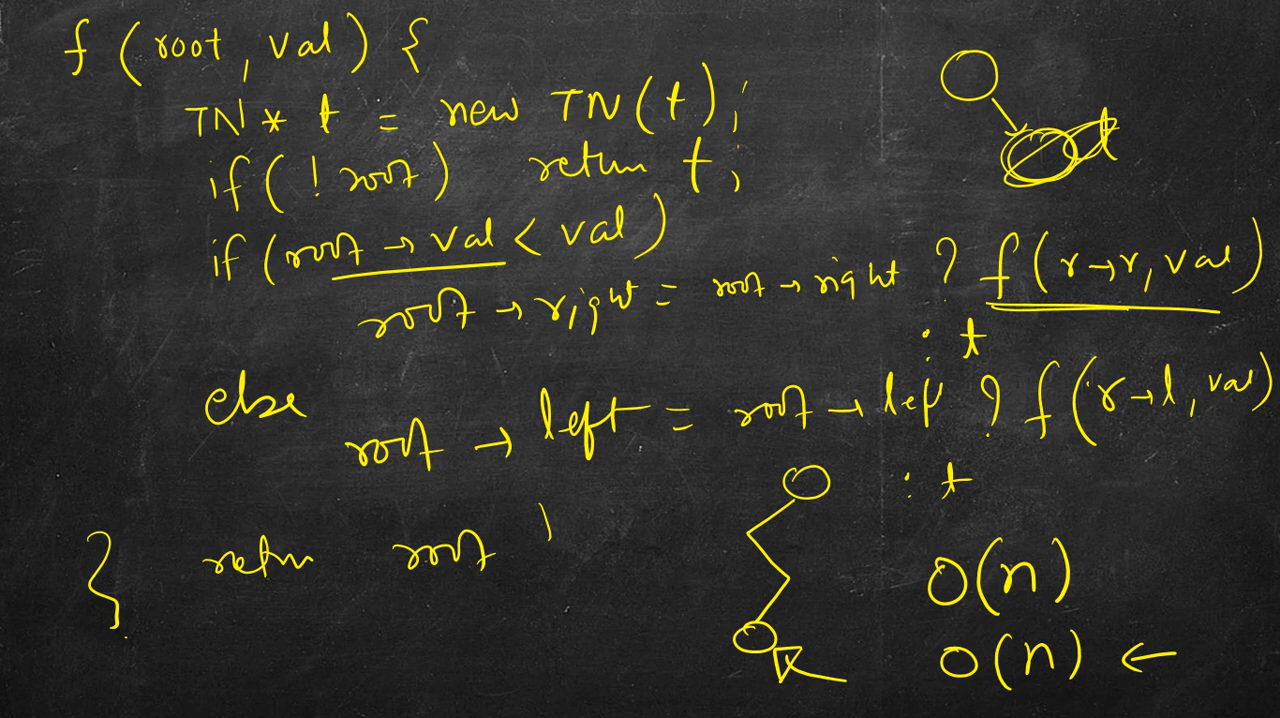 f (root, val) {
TN* t = new TN(t);
if(!root) return t;
if(root → val < val)
root → right = root → right ? f(r→r, val)
: t
else
root → left = root → left ? f(r→l, val)
: t
return root ;
}
O(n)
O(n) ←
t